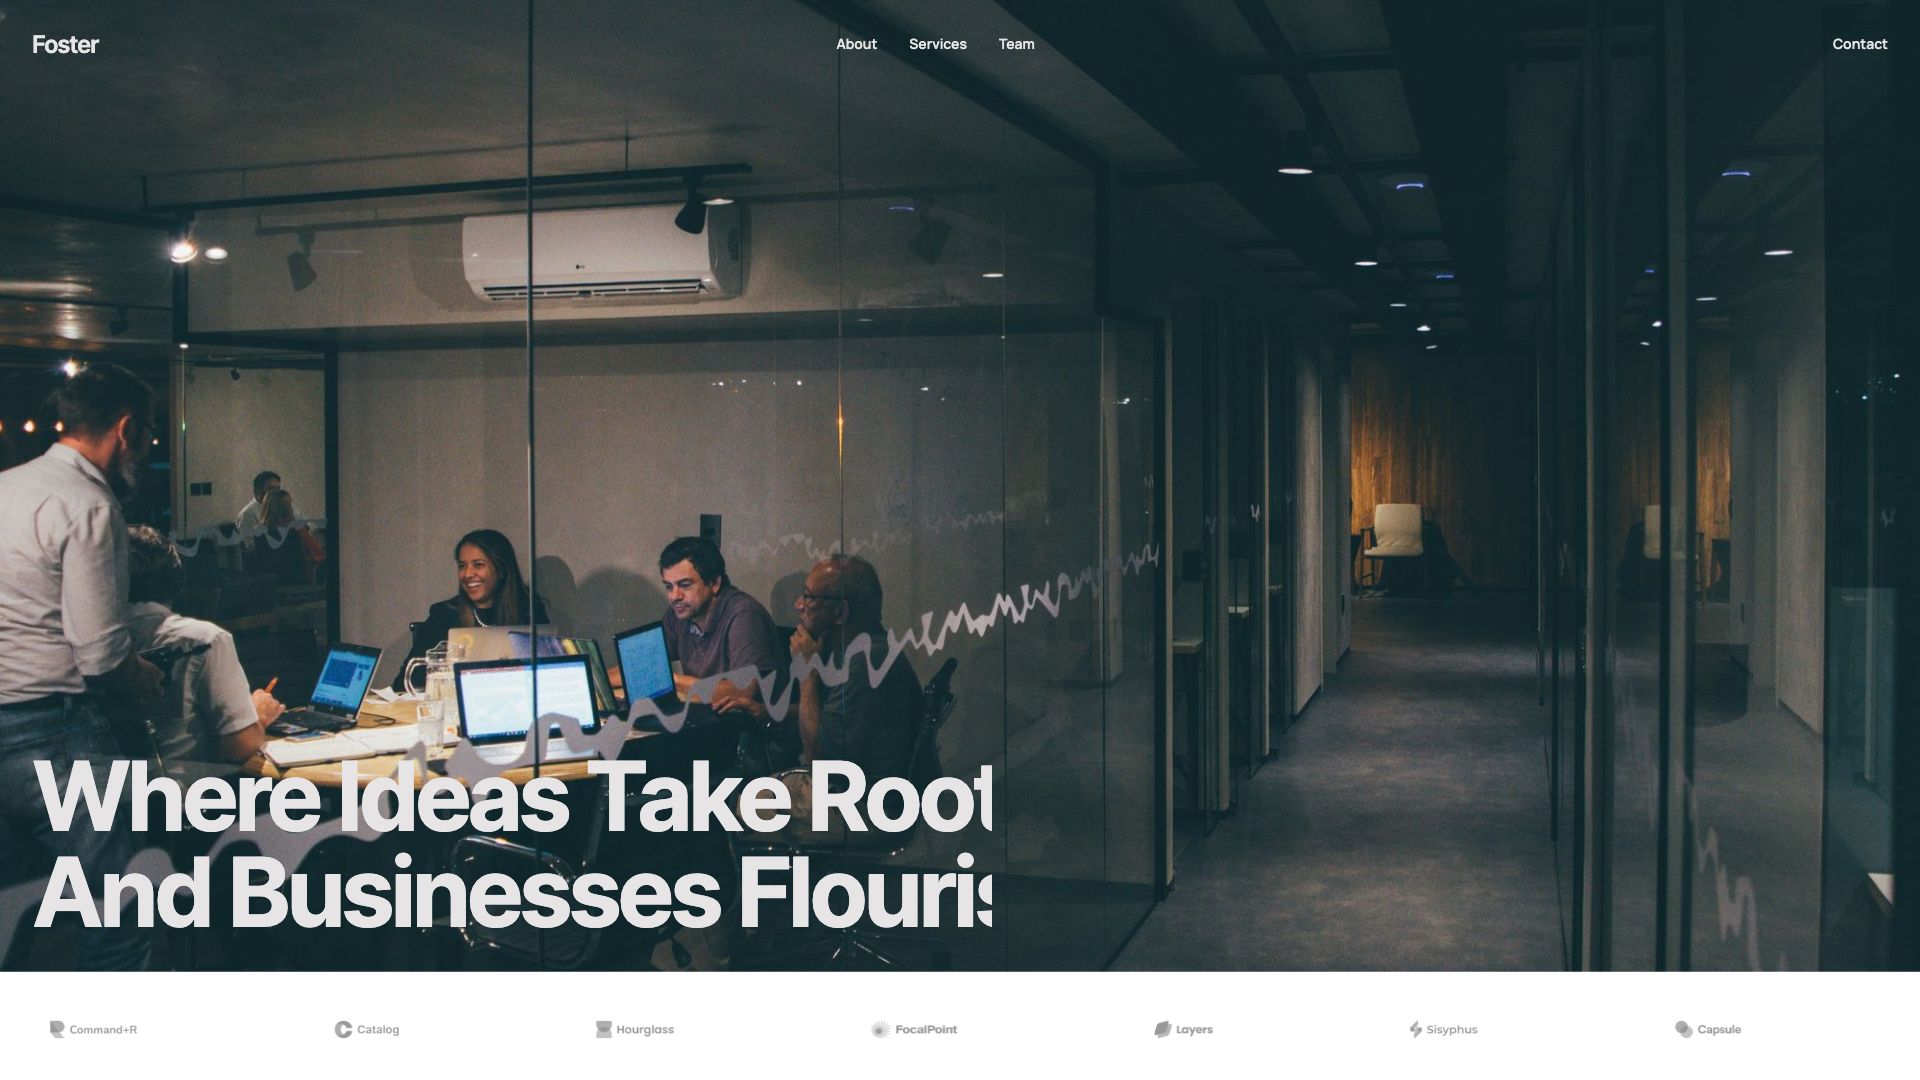 Foster
About Services Team
Contact
Where Ideas Take Root
And Businesses Flouris
Command+R
Catalog
Hourglass
FocalPoint
Layers
Sisyphus
Capsule